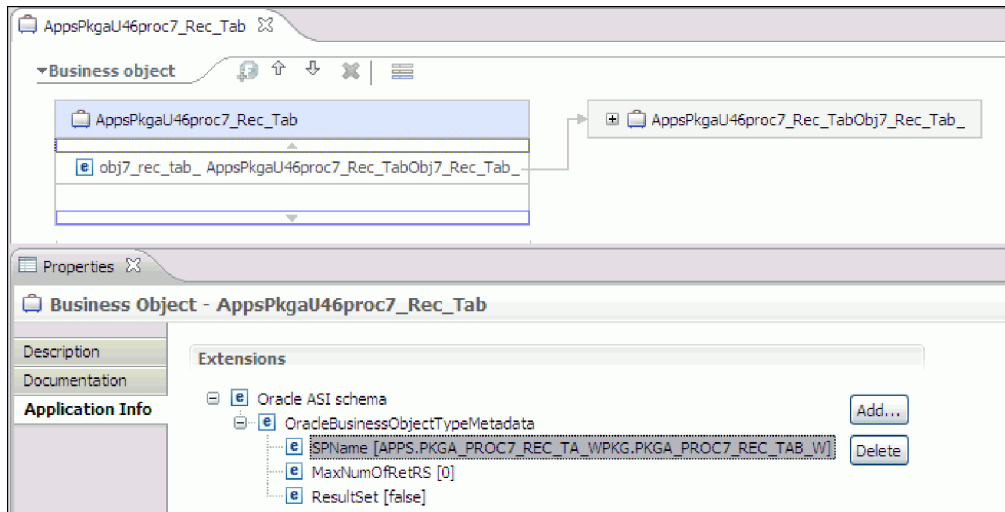 AppsPkgaU46proc7_Rec_Tab
Business object
AppsPkgaU46proc7_Rec_Tab
AppsPkgaU46proc7_Rec_TabObj7_Rec_Tab_
obj7_rec_tab_ AppsPkgaU46proc7_Rec_TabObj7_Rec_Tab_
Properties
Business Object - AppsPkgaU46proc7_Rec_Tab
Description
Documentation
Application Info
Extensions
Oracle ASI schema
OracleBusinessObjectTypeMetadata
SPName [APPS.PKGA_PROC7_REC_TA_WPKG.PKGA_PROC7_REC_TAB_W]
MaxNumOfRetRS [0]
ResultSet [false]
Add...
Delete